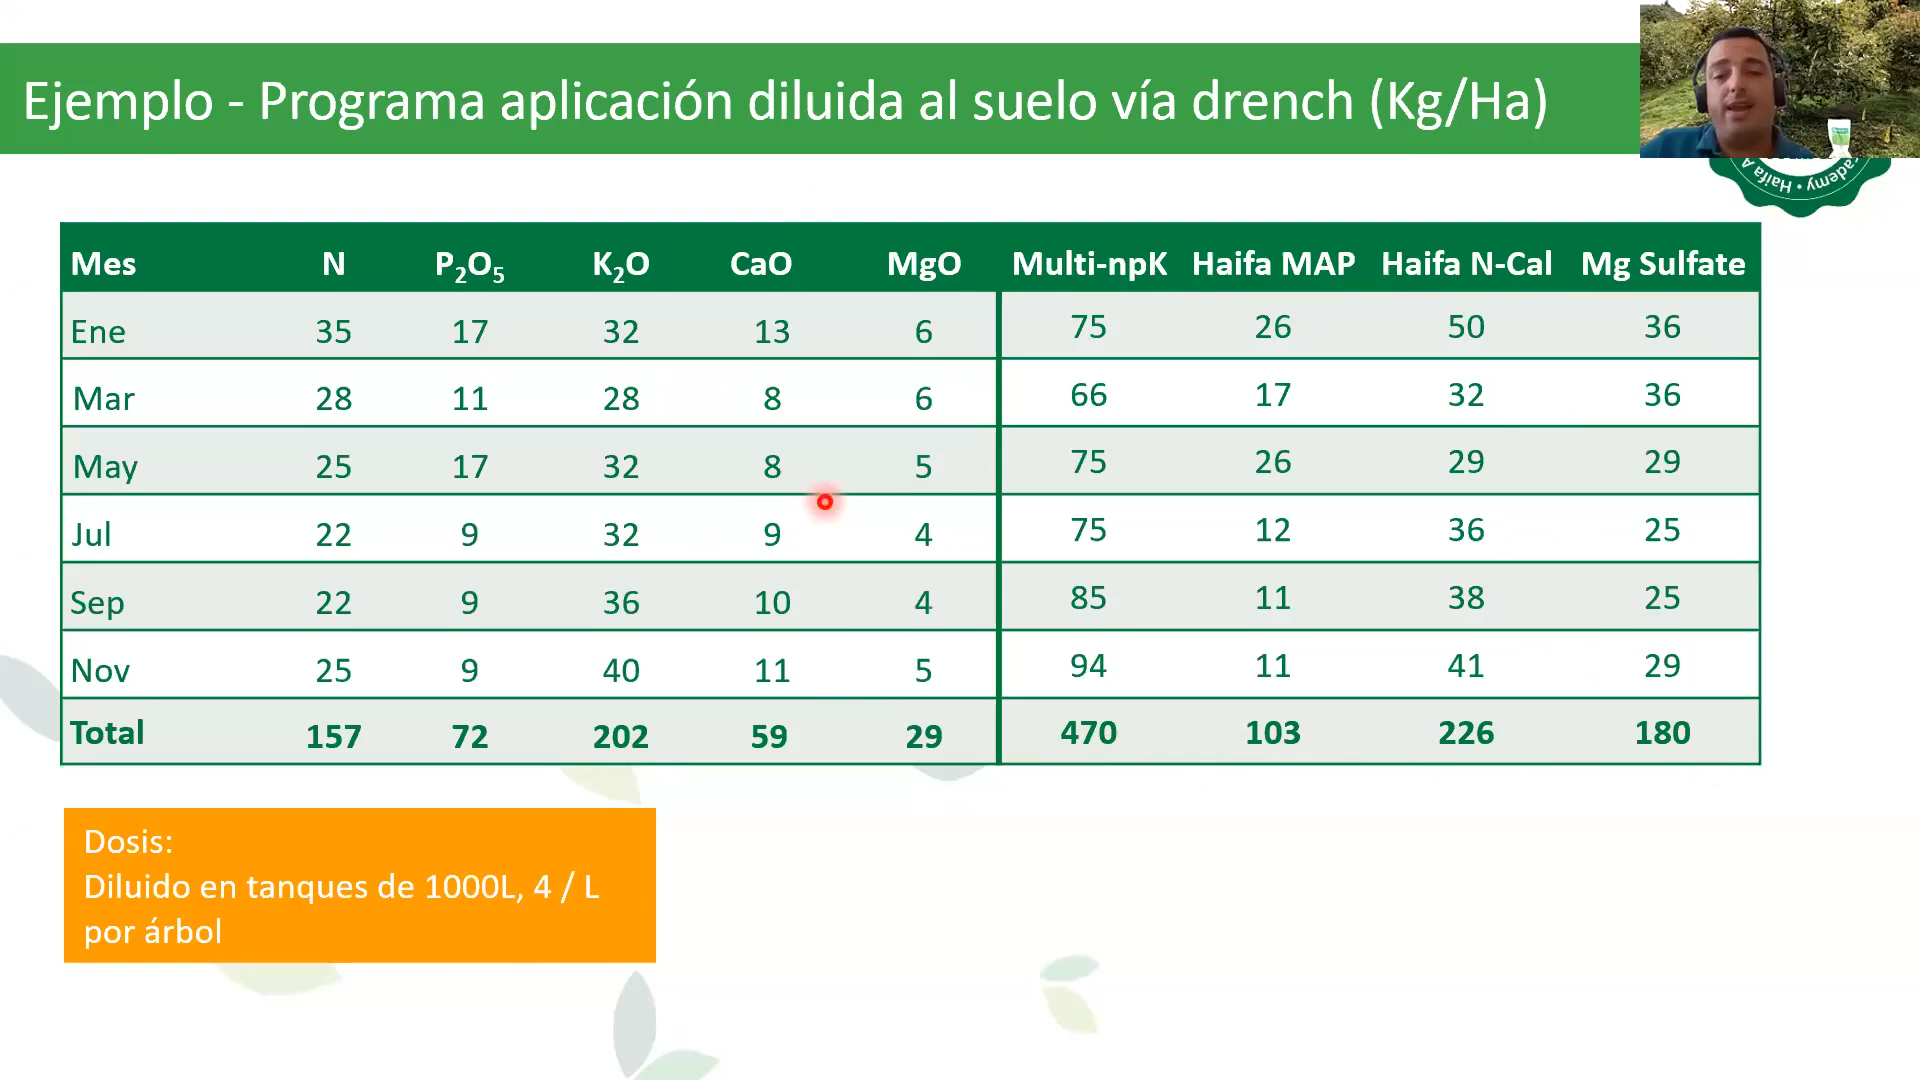 Ejemplo - Programa aplicación diluida al suelo vía drench (Kg/Ha)
Haifa A
cademy •
Mes N P₂O₅ K₂O CaO MgO Multi-npK Haifa MAP Haifa N-Cal Mg Sulfate
Ene 35 17 32 13 6 75 26 50 36
Mar 28 11 28 8 6 66 17 32 36
May 25 17 32 8 5 75 26 29 29
Jul 22 9 32 9 4 75 12 36 25
Sep 22 9 36 10 4 85 11 38 25
Nov 25 9 40 11 5 94 11 41 29
Total 157 72 202 59 29 470 103 226 180
Dosis:
Diluido en tanques de 1000L, 4 / L
por árbol